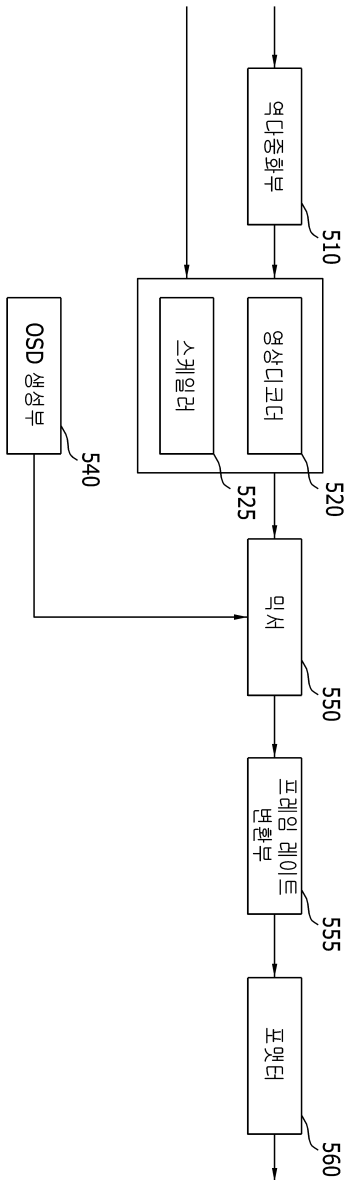 역다중화부
510
영상디코더
520
스케일러
525
OSD 생성부
540
믹서
550
프레임 레이트
변환부
555
포맷터
560